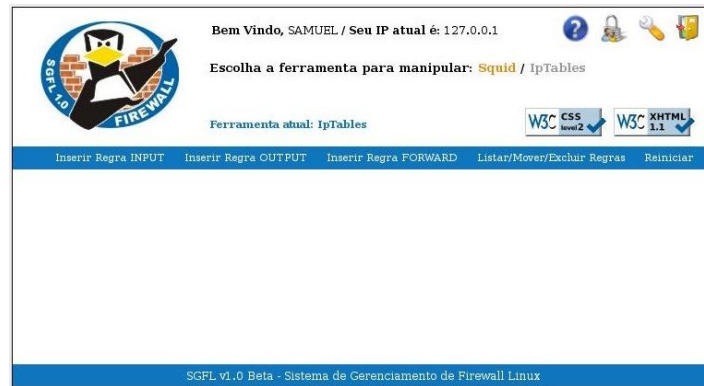 SGFL 1.0
FIREWALL
Bem Vindo, SAMUEL / Seu IP atual é: 127.0.0.1
Escolha a ferramenta para manipular: Squid / IpTables
Ferramenta atual: IpTables
W3C CSS level 2
W3C XHTML 1.1
Inserir Regra INPUT Inserir Regra OUTPUT Inserir Regra FORWARD Listar/Mover/Excluir Regras Reiniciar
SGFL v1.0 Beta - Sistema de Gerenciamento de Firewall Linux